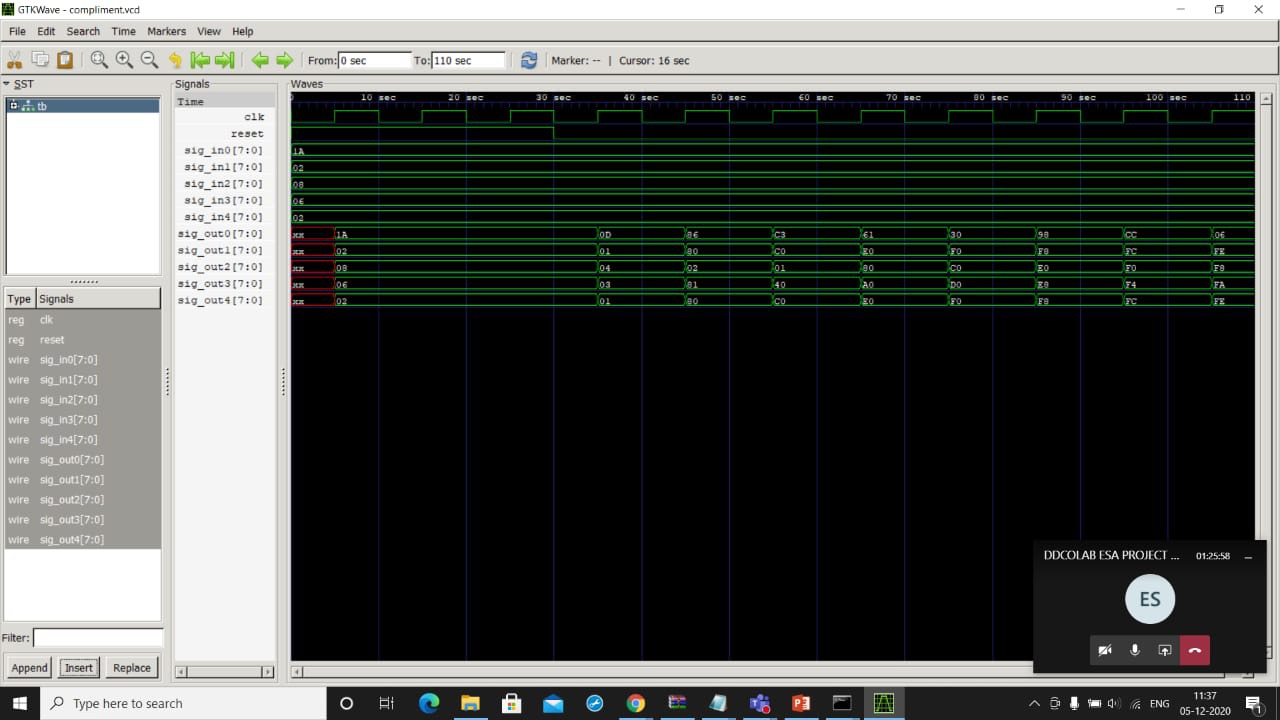 GTKWave - compliment.vcd
File Edit Search Time Markers View Help
From: 0 sec To: 110 sec Marker: -- | Cursor: 16 sec
SST
tb
Type Signals
reg clk
reg reset
wire sig_in0[7:0]
wire sig_in1[7:0]
wire sig_in2[7:0]
wire sig_in3[7:0]
wire sig_in4[7:0]
wire sig_out0[7:0]
wire sig_out1[7:0]
wire sig_out2[7:0]
wire sig_out3[7:0]
wire sig_out4[7:0]
Filter:
Append Insert Replace
Signals
Waves
Time
10 sec 20 sec 30 sec 40 sec 50 sec 60 sec 70 sec 80 sec 90 sec 100 sec 110
clk
reset
sig_in0[7:0] 1A
sig_in1[7:0] 02
sig_in2[7:0] 08
sig_in3[7:0] 06
sig_in4[7:0] 02
sig_out0[7:0] xx 1A 0D 86 C3 61 30 98 CC 06
sig_out1[7:0] xx 02 01 80 C0 E0 F0 F8 FC FE
sig_out2[7:0] xx 08 04 02 01 80 C0 E0 F0 F8
sig_out3[7:0] xx 06 03 81 40 A0 D0 E8 F4 FA
sig_out4[7:0] xx 02 01 80 C0 E0 F0 F8 FC FE
DDCOLAB ESA PROJECT ... 01:25:58
ES
Type here to search
ENG
11:37
05-12-2020
1